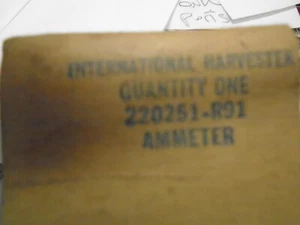 INTERNATIONAL HARVESTER
QUANTITY ONE
220251-R91
AMMETER